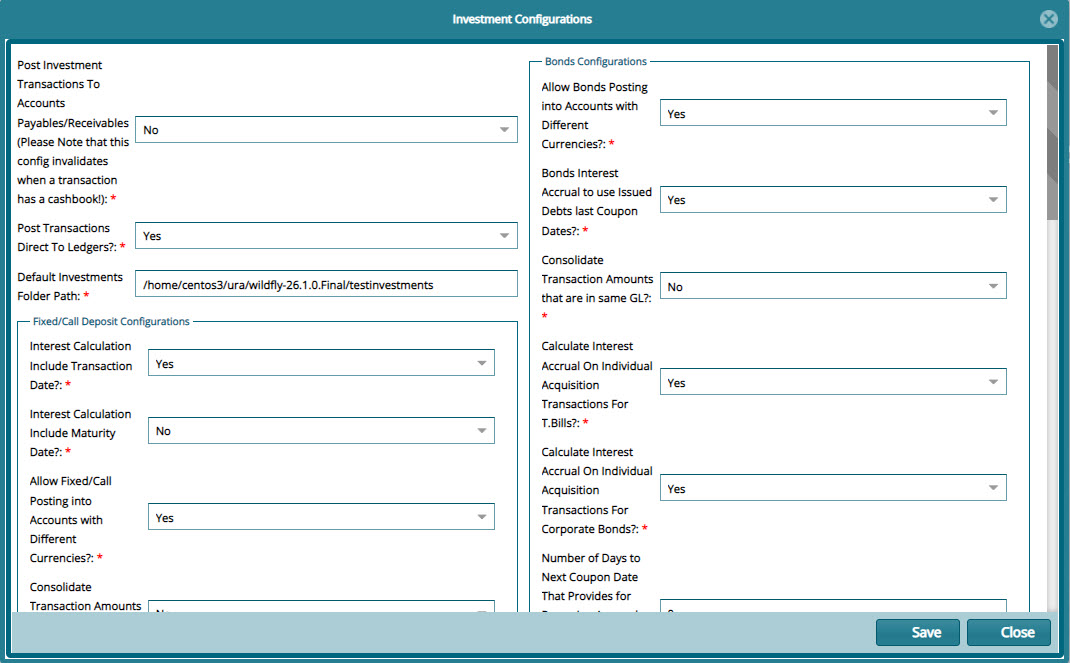 Investment Configurations
Post Investment
Transactions To
Accounts
Payables/Receivables
(Please Note that this
config invalidates
when a transaction
has a cashbook!): *
No
Post Transactions
Direct To Ledgers?: *
Yes
Default Investments
Folder Path: *
/home/centos3/ura/wildfly-26.1.0.Final/testinvestments
Fixed/Call Deposit Configurations
Interest Calculation
Include Transaction
Date?: *
Yes
Interest Calculation
Include Maturity
Date?: *
No
Allow Fixed/Call
Posting into
Accounts with
Different
Currencies?: *
Yes
Consolidate
Transaction Amounts
Bonds Configurations
Allow Bonds Posting
into Accounts with
Different
Currencies?: *
Yes
Bonds Interest
Accrual to use Issued
Debts last Coupon
Dates?: *
Yes
Consolidate
Transaction Amounts
that are in same GL?:
*
No
Calculate Interest
Accrual On Individual
Acquisition
Transactions For
T.Bills?: *
Yes
Calculate Interest
Accrual On Individual
Acquisition
Transactions For
Corporate Bonds?: *
Yes
Number of Days to
Next Coupon Date
That Provides for
Save
Close